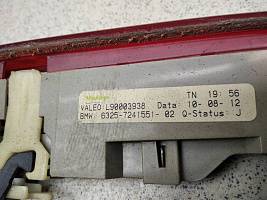 TN 19:56
VALEO L90003938 Data: 10-08-12
BMW 6325-7241551-02 Q-Status J